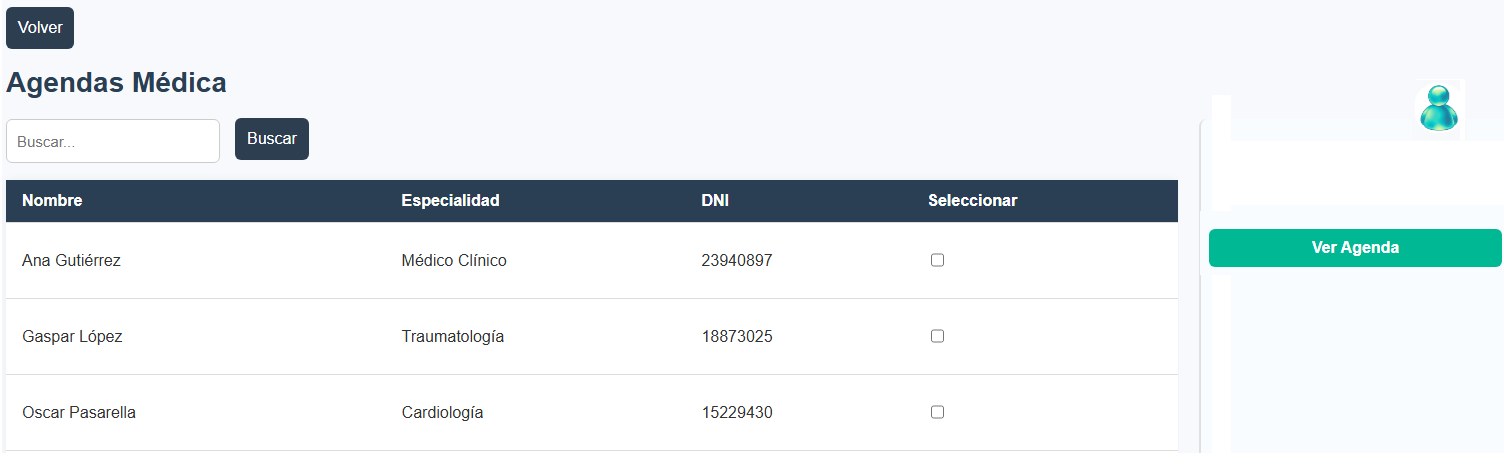 Volver
Agendas Médica
Buscar...
Buscar
Nombre Especialidad DNI Seleccionar
Ana Gutiérrez Médico Clínico 23940897
Gaspar López Traumatología 18873025
Oscar Pasarella Cardiología 15229430
Ver Agenda